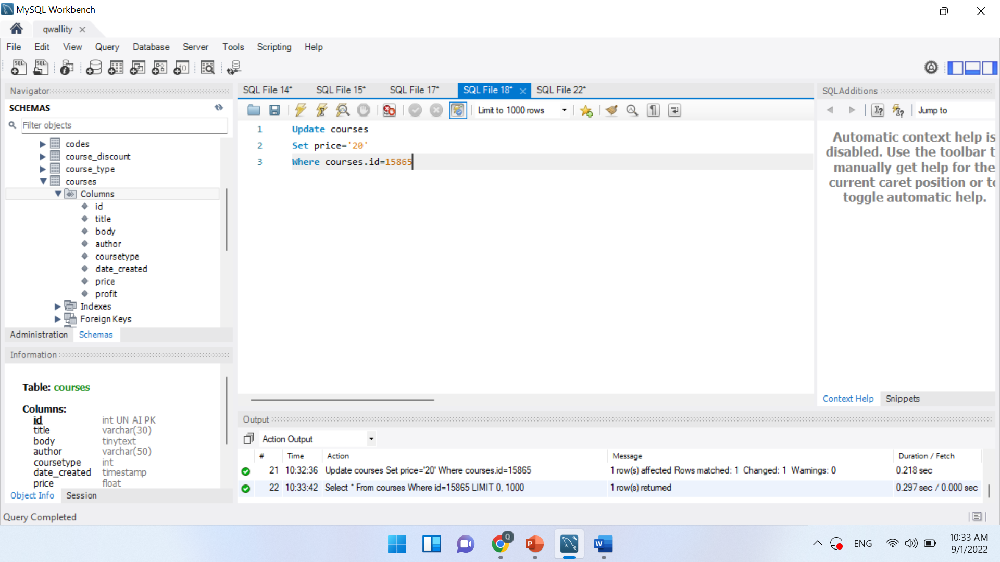 MySQL Workbench
qwallity
File Edit View Query Database Server Tools Scripting Help
Navigator
SCHEMAS
Filter objects
codes
course_discount
course_type
courses
Columns
id
title
body
author
coursetype
date_created
price
profit
Indexes
Foreign Keys
Administration Schemas
Information
Table: courses
Columns:
id int UN AI PK
title varchar(30)
body tinytext
author varchar(50)
coursetype int
date_created timestamp
price float
Object Info Session
Query Completed
SQL File 14* SQL File 15* SQL File 17* SQL File 18* SQL File 22*
Limit to 1000 rows
1 Update courses
2 Set price='20'
3 Where courses.id=15865
SQLAdditions
Jump to
Automatic context help is
disabled. Use the toolbar t
manually get help for the
current caret position or to
toggle automatic help.
Context Help Snippets
Output
Action Output
# Time Action Message Duration / Fetch
21 10:32:36 Update courses Set price='20' Where courses.id=15865 1 row(s) affected Rows matched: 1 Changed: 1 Warnings: 0 0.218 sec
22 10:33:42 Select * From courses Where id=15865 LIMIT 0, 1000 1 row(s) returned 0.297 sec / 0.000 sec
ENG
10:33 AM
9/1/2022